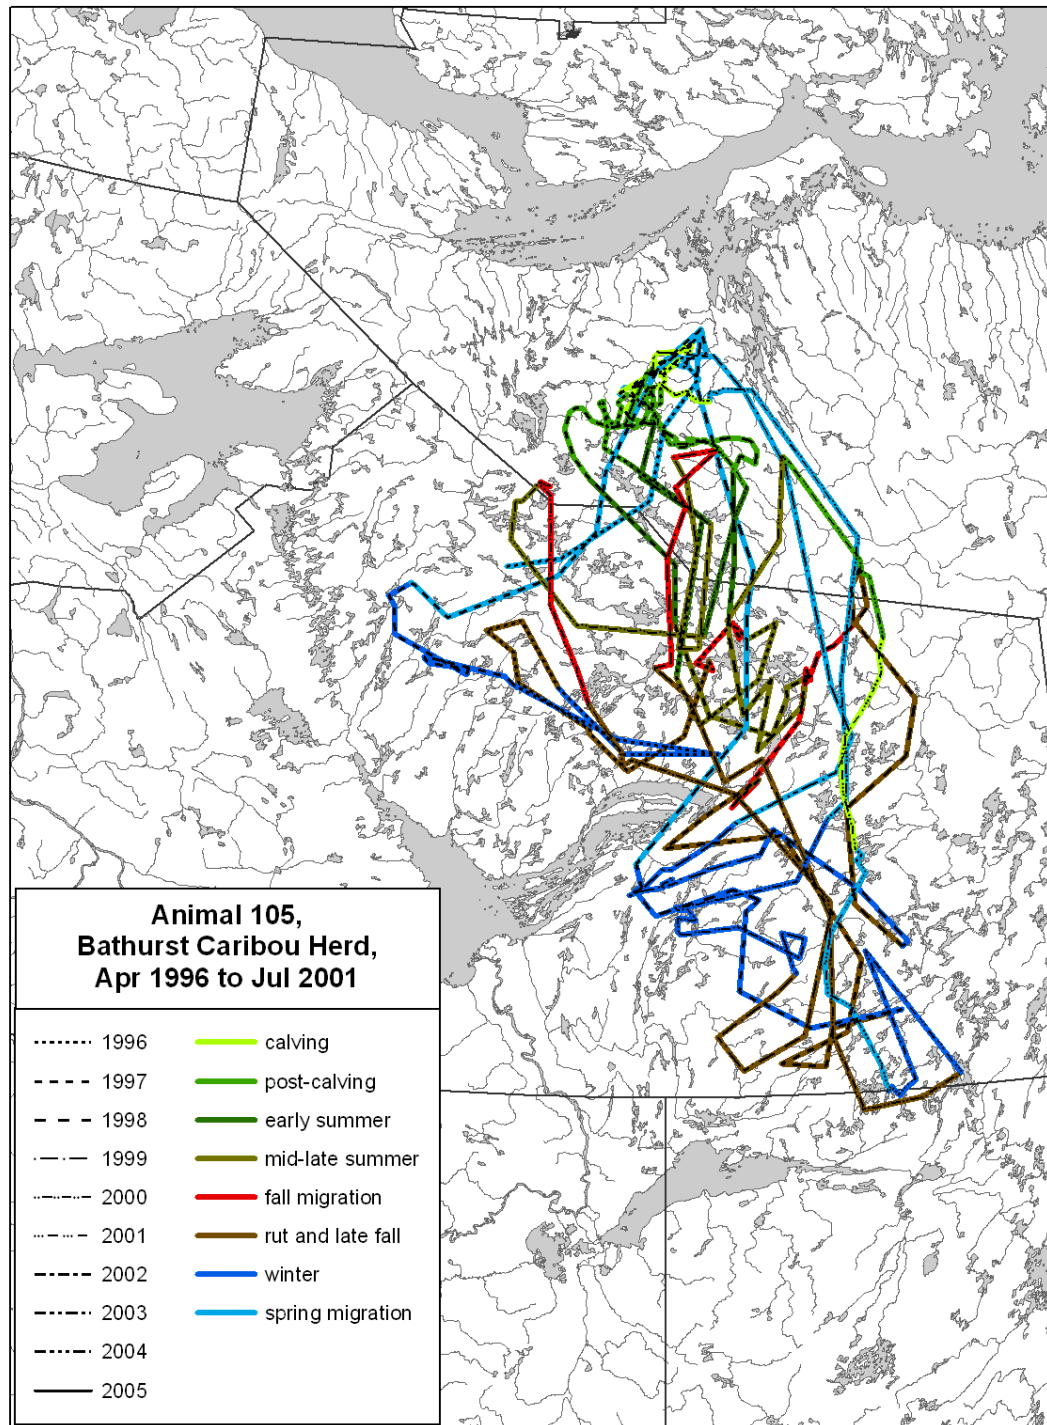 Animal 105,
Bathurst Caribou Herd,
Apr 1996 to Jul 2001
1996
1997
1998
1999
2000
2001
2002
2003
2004
2005
calving
post-calving
early summer
mid-late summer
fall migration
rut and late fall
winter
spring migration